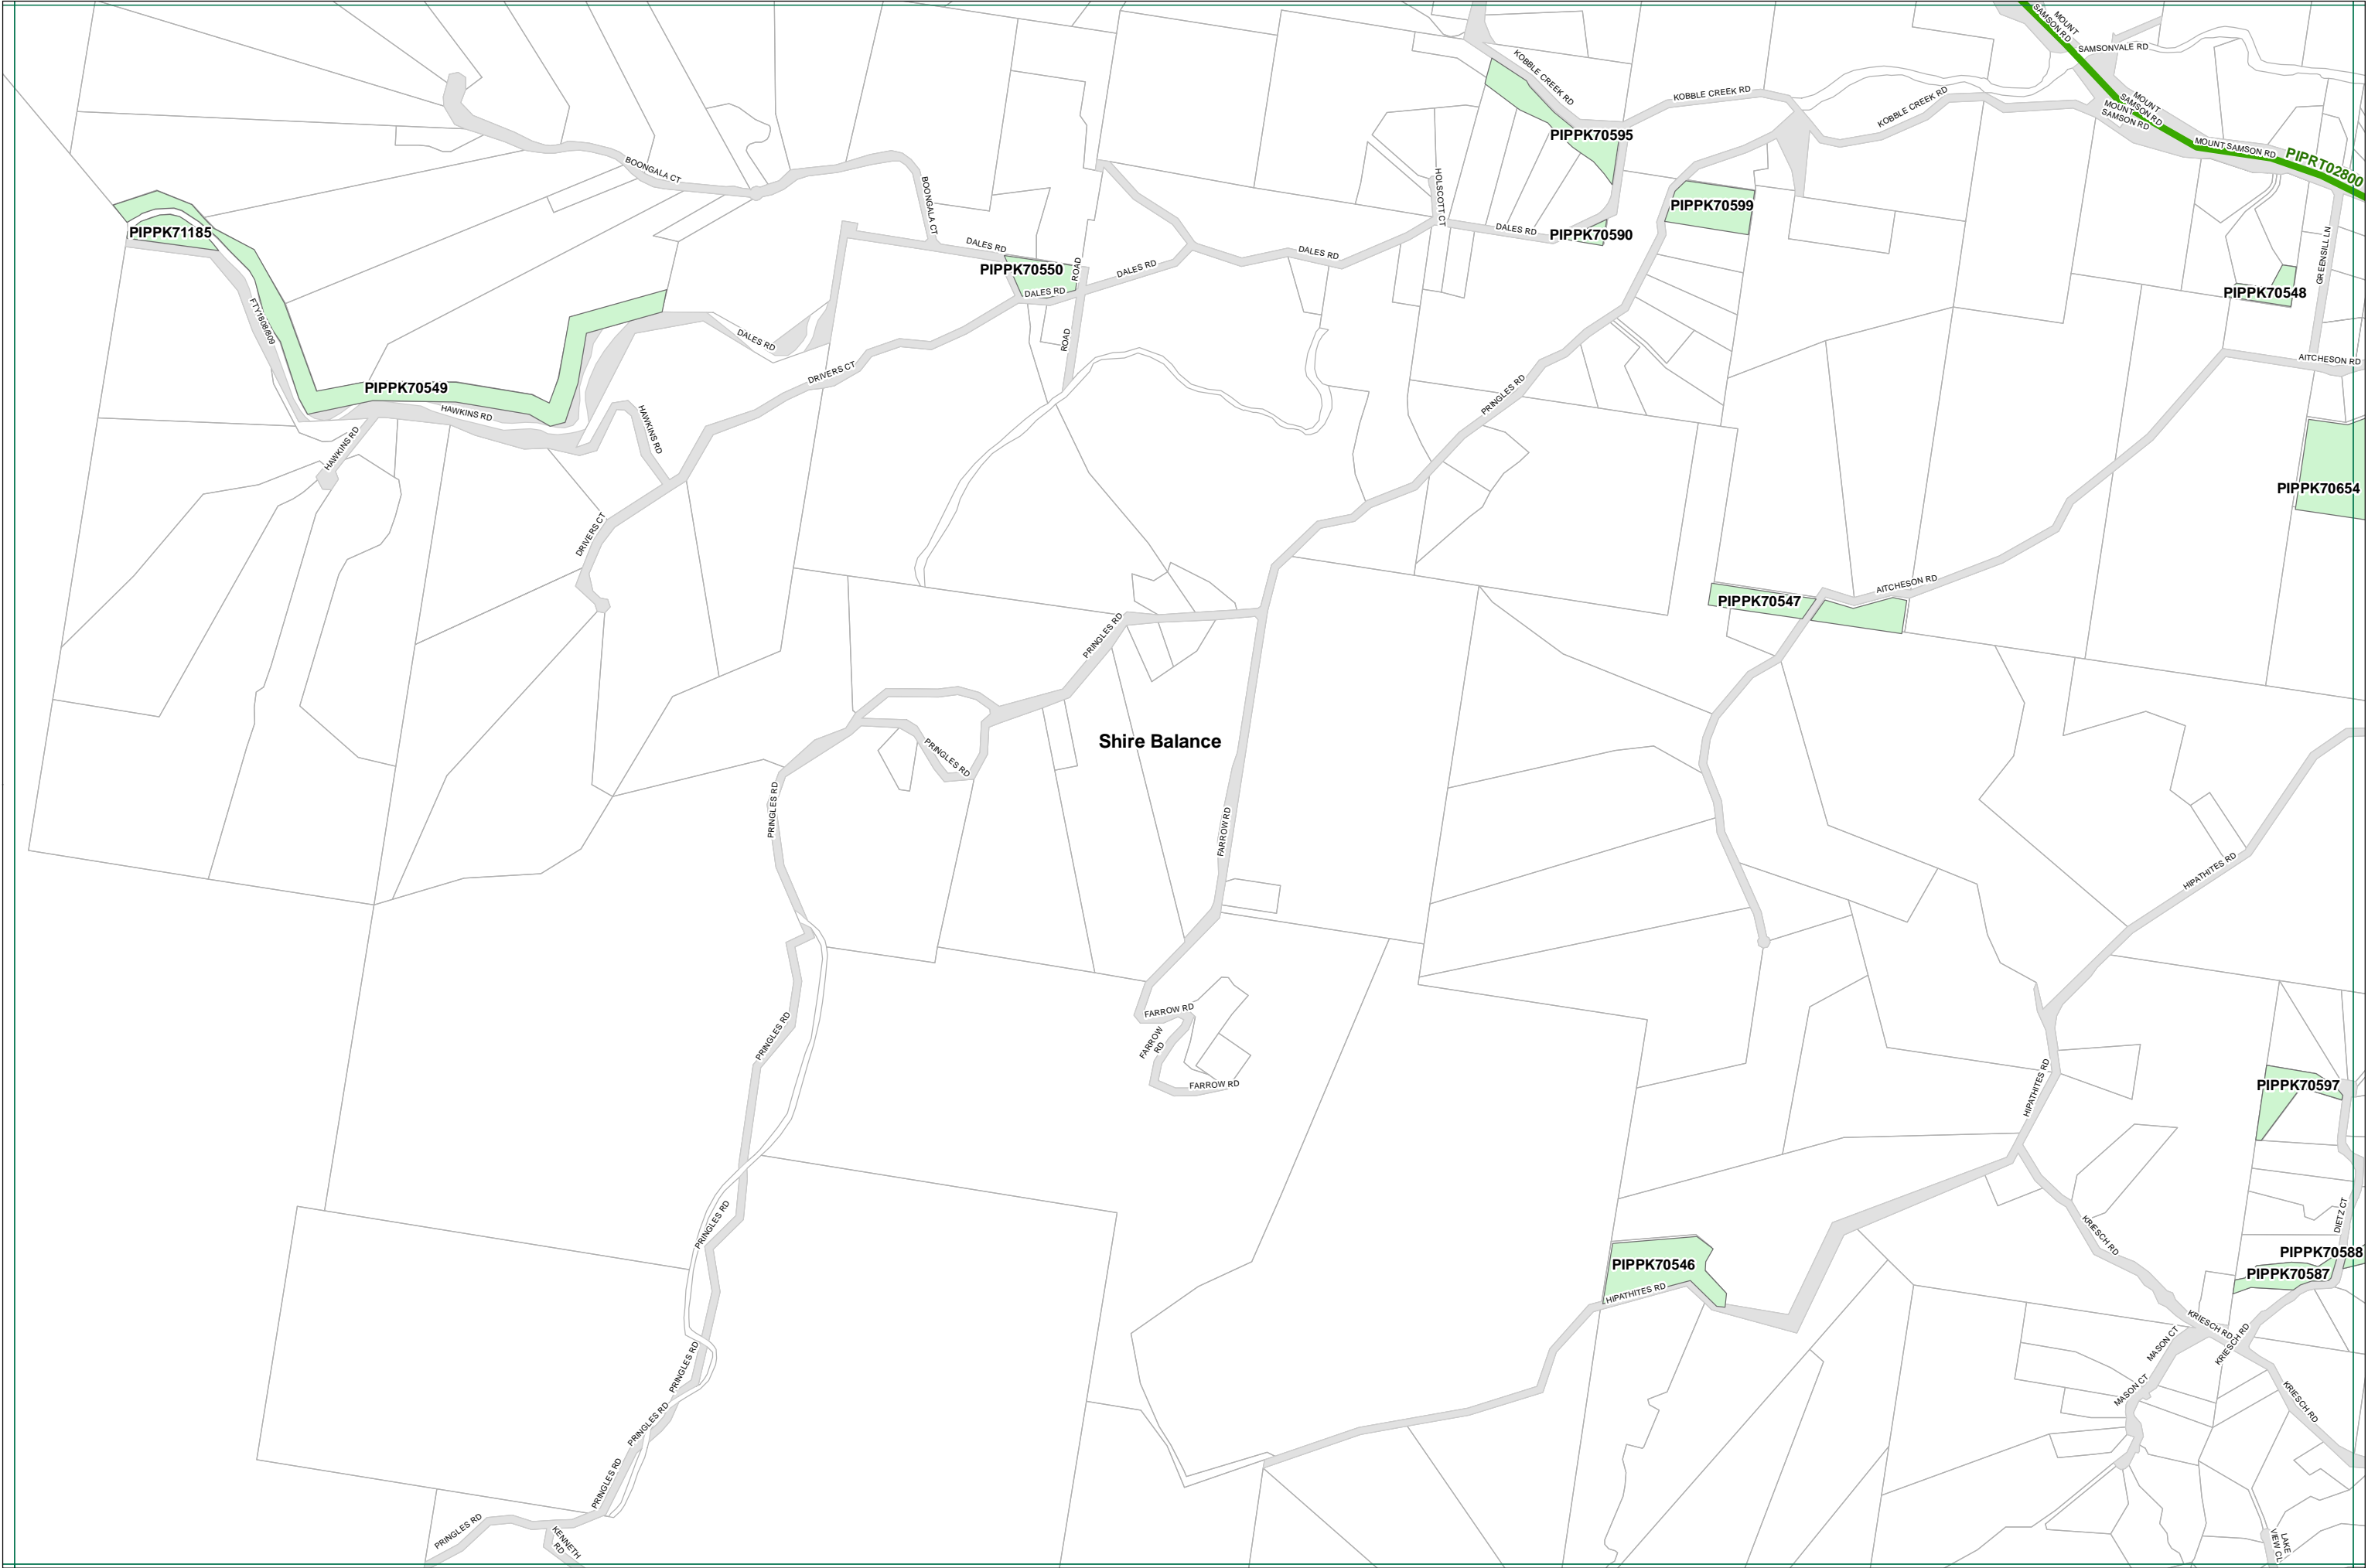 MOUNT
SAMSON RD
SAMSONVALE RD
KOBBLE CREEK RD
KOBBLE CREEK RD
KOBBLE CREEK RD
MOUNT
SAMSON RD
MOUNT
SAMSON RD
MOUNT SAMSON RD
PIPRT02800
PIPPK70595
BOONGALA CT
BOONGALA CT
HOLSCOTT CT
PIPPK70599
PIPPK71185
DALES RD
PIPPK70590
DALES RD
DALES RD
PIPPK70550
ROAD
DALES RD
DALES RD
GREENSILL LN
PIPPK70548
FTY1808/809
DALES RD
ROAD
AITCHESON RD
DRIVERS CT
PIPPK70549
PRINGLES RD
HAWKINS RD
HAWKINS RD
HAWKINS RD
PIPPK70654
DRIVERS CT
AITCHESON RD
PIPPK70547
PRINGLES RD
Shire Balance
PRINGLES RD
PRINGLES RD
FARROW RD
HIPATHITES RD
FARROW RD
FARROW
RD
PRINGLES RD
FARROW RD
HIPATHITES RD
PIPPK70597
PRINGLES RD
DIETZ CT
KRIESCH RD
PIPPK70588
PIPPK70546
PIPPK70587
HIPATHITES RD
KRIESCH RD
KRIESCH RD
MASON CT
PRINGLES RD
MASON CT
KRIESCH RD
PRINGLES RD
PRINGLES RD
PRINGLES RD
KENNETH
RD
LAKE
VIEW CL